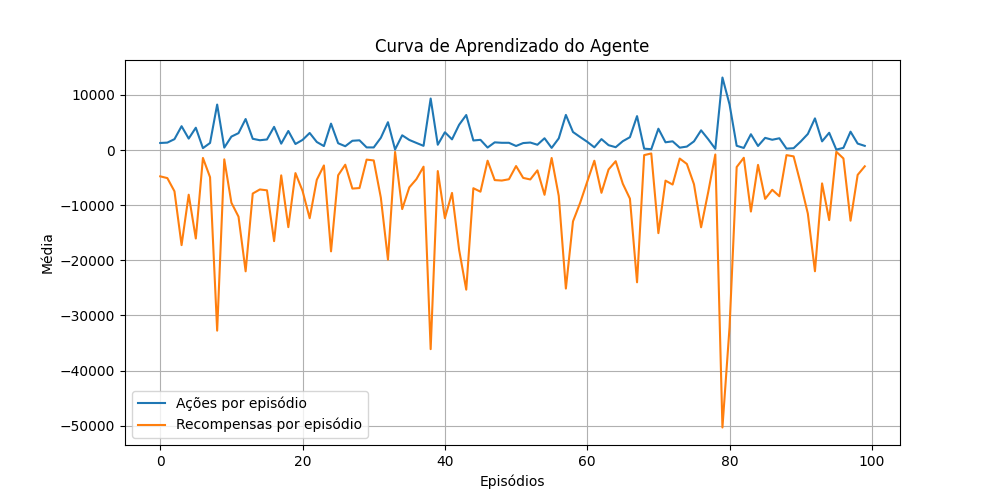 Curva de Aprendizado do Agente
10000
0
−10000
−20000
−30000
−40000
−50000
Média
Ações por episódio
Recompensas por episódio
0 20 40 60 80 100
Episódios